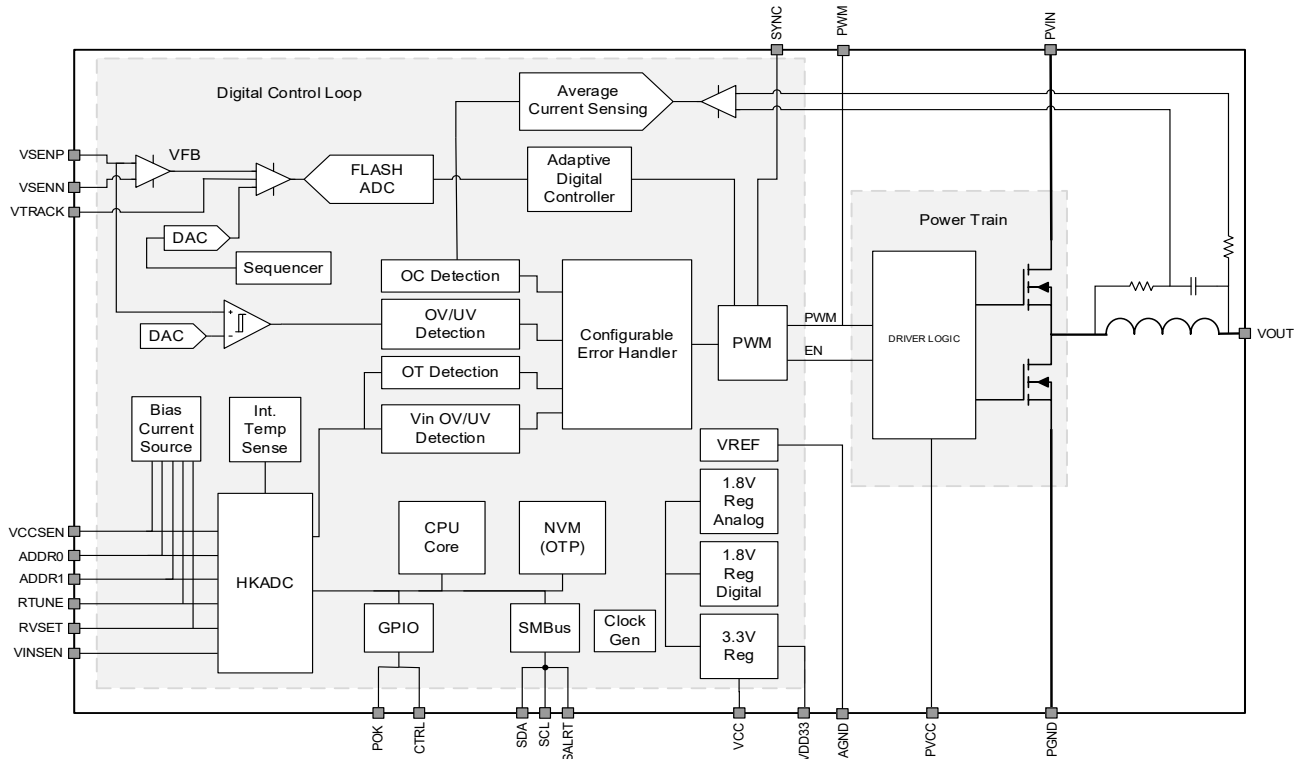 SYNC
PWM
PVIN
Digital Control Loop
Average
Current Sensing
VSENP
VFB
VSENN
VTRACK
FLASH
ADC
Adaptive
Digital
Controller
DAC
Sequencer
Power Train
OC Detection
OV/UV
Detection
+
-
DAC
Configurable
Error Handler
PWM
PWM
EN
DRIVER LOGIC
VOUT
OT Detection
Vin OV/UV
Detection
Bias
Current
Source
Int.
Temp
Sense
VREF
1.8V
Reg
Analog
VCCSEN
ADDR0
ADDR1
RTUNE
RVSET
VINSEN
HKADC
CPU
Core
NVM
(OTP)
1.8V
Reg
Digital
GPIO
SMBus
Clock
Gen
3.3V
Reg
POK
CTRL
SDA
SCL
SALRT
VCC
VDD33
AGND
PVCC
PGND